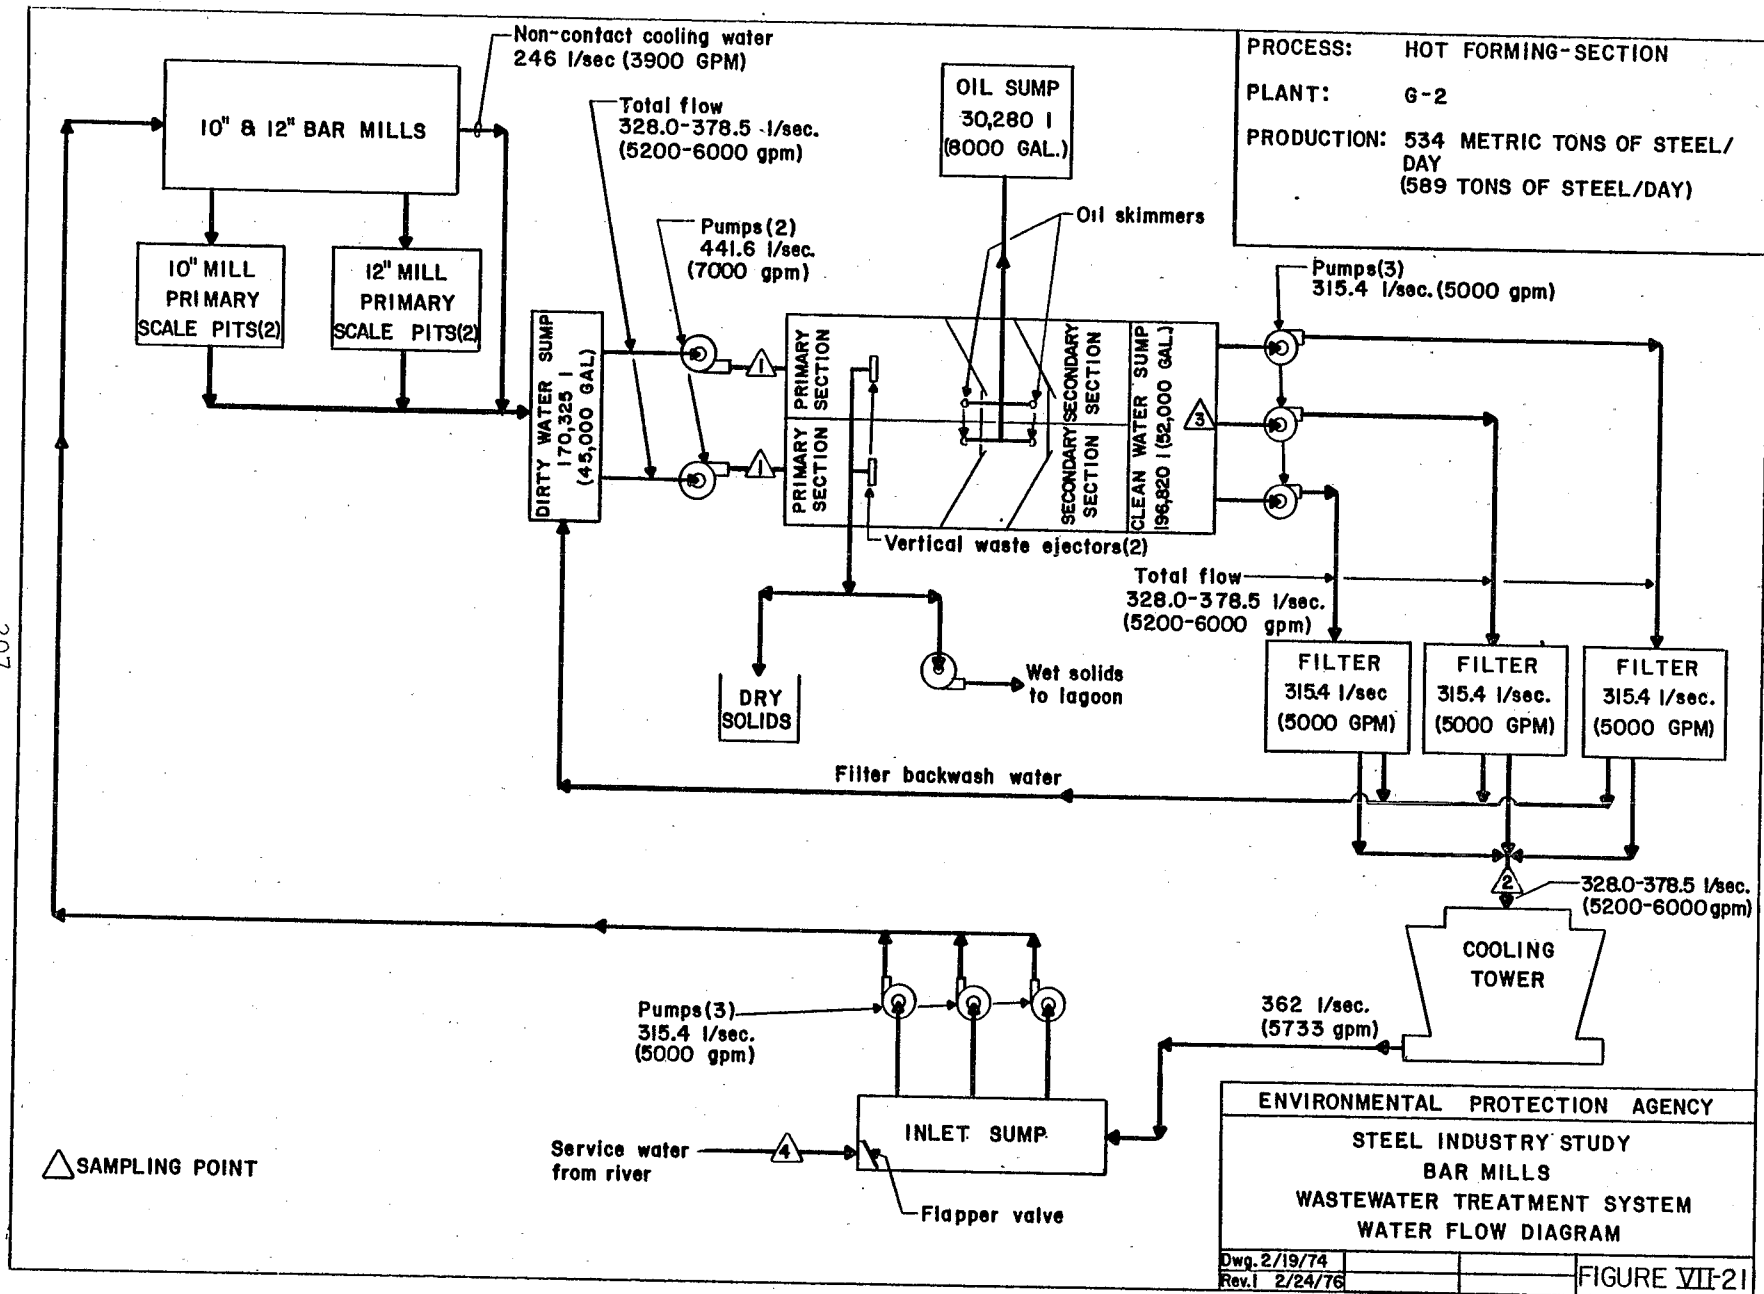 Non-contact cooling water
246 l/sec (3900 GPM)
10" & 12" BAR MILLS
Total flow
328.0-378.5 l/sec.
(5200-6000 gpm)
OIL SUMP
30,280 l
(8000 GAL.)
PROCESS: HOT FORMING-SECTION
PLANT: G-2
PRODUCTION: 534 METRIC TONS OF STEEL/
DAY
(589 TONS OF STEEL/DAY)
Pumps(2)
441.6 l/sec.
(7000 gpm)
Oil skimmers
10" MILL
PRIMARY
SCALE PITS(2)
12" MILL
PRIMARY
SCALE PITS(2)
Pumps(3)
315.4 l/sec. (5000 gpm)
DIRTY WATER SUMP
170,325 l
(45,000 GAL)
1
1
PRIMARY
SECTION
PRIMARY
SECTION
SECONDARY
SECTION
SECONDARY
SECTION
CLEAN WATER SUMP
196,820 l (52,000 GAL.)
3
Vertical waste ejectors(2)
Total flow
328.0-378.5 l/sec.
(5200-6000 gpm)
DRY
SOLIDS
Wet solids
to lagoon
FILTER
315.4 l/sec
(5000 GPM)
FILTER
315.4 l/sec.
(5000 GPM)
FILTER
315.4 l/sec.
(5000 GPM)
Filter backwash water
2
328.0-378.5 l/sec.
(5200-6000 gpm)
COOLING
TOWER
362 l/sec.
(5733 gpm)
Pumps(3)
315.4 l/sec.
(5000 gpm)
INLET SUMP
Service water
from river
4
Flapper valve
SAMPLING POINT
ENVIRONMENTAL PROTECTION AGENCY
STEEL INDUSTRY STUDY
BAR MILLS
WASTEWATER TREATMENT SYSTEM
WATER FLOW DIAGRAM
Dwg. 2/19/74
Rev.1 2/24/76
FIGURE VII-21